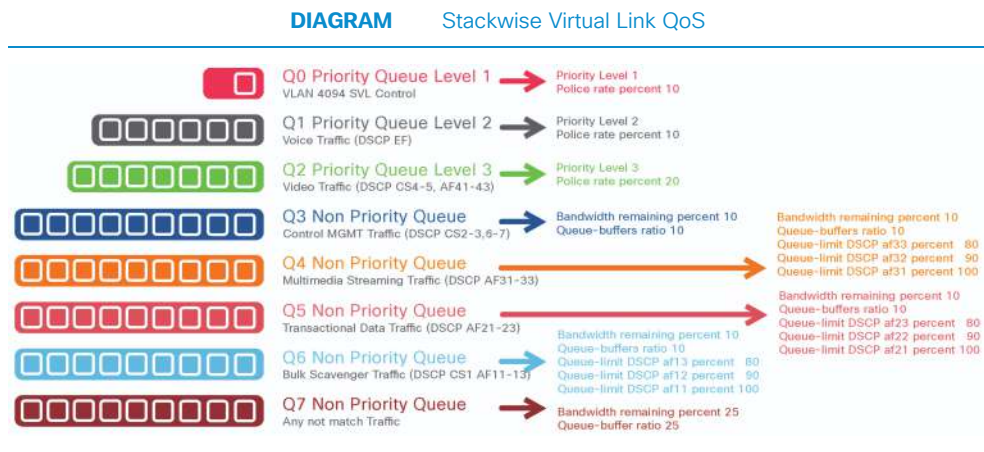 DIAGRAM Stackwise Virtual Link QoS
Q0 Priority Queue Level 1
VLAN 4094 SVL Control
Priority Level 1
Police rate percent 10
Q1 Priority Queue Level 2
Voice Traffic (DSCP EF)
Priority Level 2
Police rate percent 10
Q2 Priority Queue Level 3
Video Traffic (DSCP CS4-5, AF41-43)
Priority Level 3
Police rate percent 20
Q3 Non Priority Queue
Control MGMT Traffic (DSCP CS2-3,6-7)
Bandwidth remaining percent 10
Queue-buffers ratio 10
Q4 Non Priority Queue
Multimedia Streaming Traffic (DSCP AF31-33)
Bandwidth remaining percent 10
Queue-buffers ratio 10
Queue-limit DSCP af33 percent 80
Queue-limit DSCP af32 percent 90
Queue-limit DSCP af31 percent 100
Q5 Non Priority Queue
Transactional Data Traffic (DSCP AF21-23)
Bandwidth remaining percent 10
Queue-buffers ratio 10
Queue-limit DSCP af23 percent 80
Queue-limit DSCP af22 percent 90
Queue-limit DSCP af21 percent 100
Q6 Non Priority Queue
Bulk Scavenger Traffic (DSCP CS1 AF11-13)
Bandwidth remaining percent 10
Queue-buffers ratio 10
Queue-limit DSCP af13 percent 80
Queue-limit DSCP af12 percent 90
Queue-limit DSCP af11 percent 100
Q7 Non Priority Queue
Any not match Traffic
Bandwidth remaining percent 25
Queue-buffer ratio 25